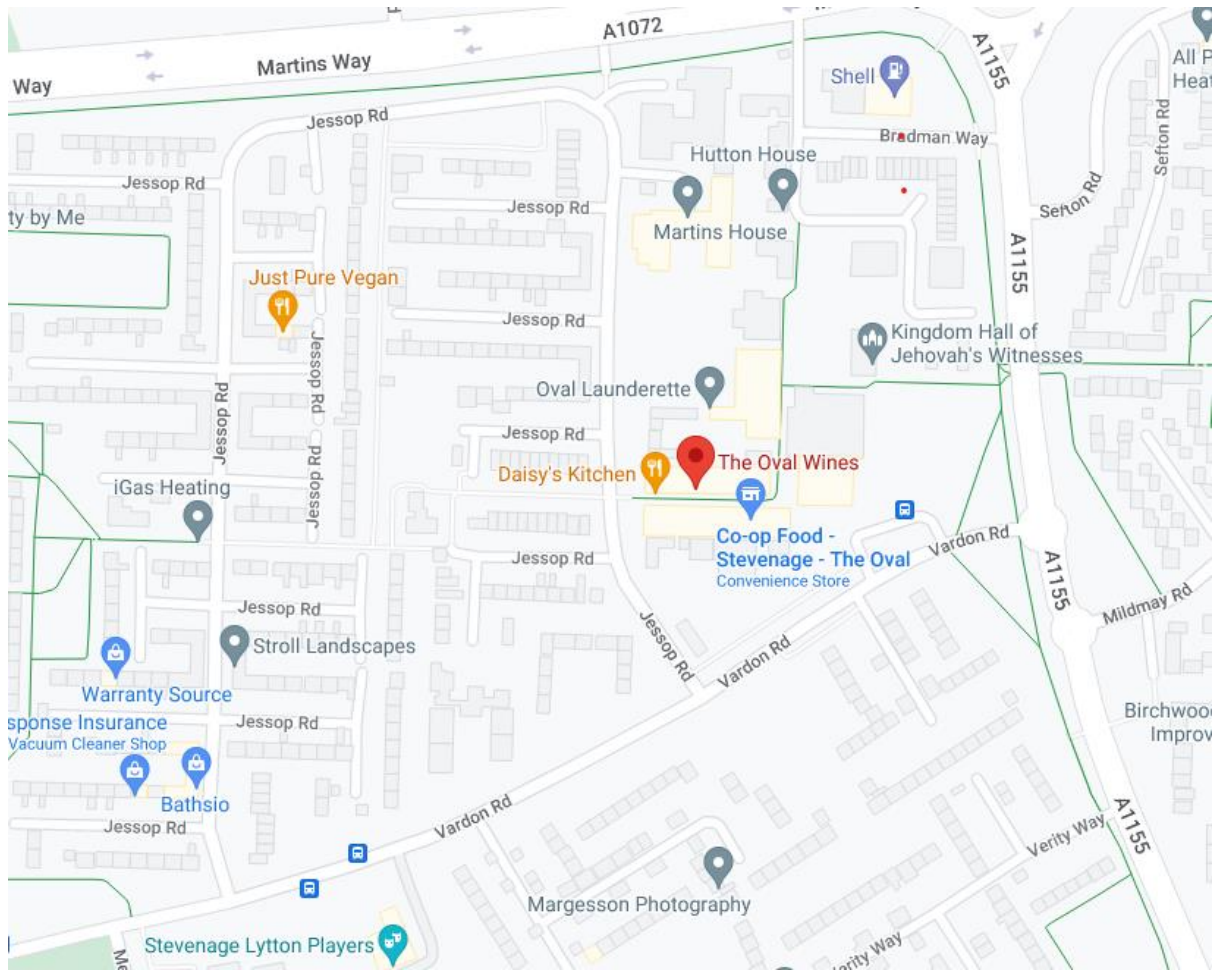 A1072
Martins Way
Way
A1155
Shell
All P
Heat
Jessop Rd
Bradman Way
Sefton Rd
Hutton House
Jessop Rd
Jessop Rd
Sefton Rd
ty by Me
Martins House
A1155
Just Pure Vegan
Jessop Rd
Kingdom Hall of
Jehovah's Witnesses
Jessop Rd
Oval Launderette
Jessop Rd
Jessop Rd
Jessop Rd
The Oval Wines
Daisy's Kitchen
iGas Heating
Co-op Food -
Stevenage - The Oval
Convenience Store
Vardon Rd
Jessop Rd
A1155
Mildmay Rd
Jessop Rd
Stroll Landscapes
Jessop Rd
Vardon Rd
Warranty Source
sponse Insurance
Vacuum Cleaner Shop
Jessop Rd
Birchwoo
Improv
Bathsio
Jessop Rd
Vardon Rd
A1155
Verity Way
Margesson Photography
Stevenage Lytton Players
Verity Way
Me